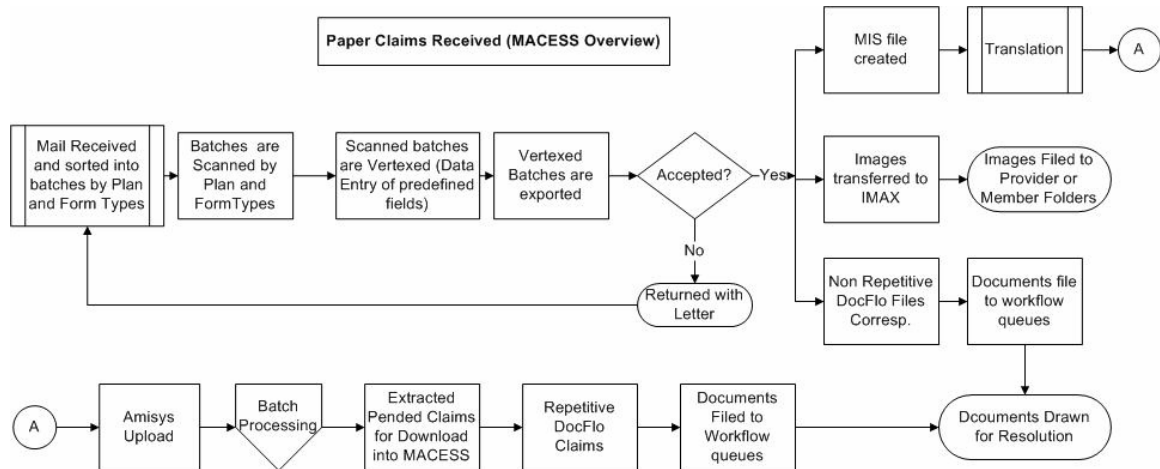 Paper Claims Received (MACESS Overview)
MIS file
created
Translation
A
Mail Received
and sorted into
batches by Plan
and Form Types
Batches are
Scanned by
Plan and
FormTypes
Scanned batches
are Vertexed (Data
Entry of predefined
fields)
Vertexed
Batches are
exported
Accepted?
Yes
Images
transferred to
IMAX
Images Filed to
Provider or
Member Folders
No
Returned with
Letter
Non Repetitive
DocFlo Files
Corresp.
Documents file
to workflow
queues
A
Amisys
Upload
Batch
Processing
Extracted
Pended Claims
for Download
into MACESS
Repetitive
DocFlo
Claims
Documents
Filed to
Workflow
queues
Dcouments Drawn
for Resolution